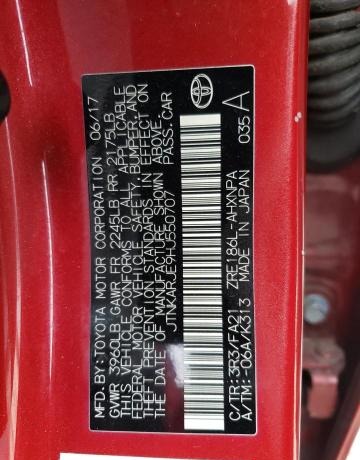 MFD.BY:TOYOTA MOTOR CORPORATION 06/17
GVWR 3960LB GAWR FR 2245LB RR 2175LB
THIS VEHICLE CONFORMS TO ALL APPLICABLE
FEDERAL MOTOR VEHICLE SAFETY, BUMPER, AND
THEFT PREVENTION STANDARDS IN EFFECT ON
THE DATE OF MANUFACTURE SHOWN ABOVE.
JTNKARJE9HJ550707 PASS.CAR
C/TR:3R3/FA21 ZRE186L-AHXNPA
A/TM:-06A/K313 MADE IN JAPAN 035 A